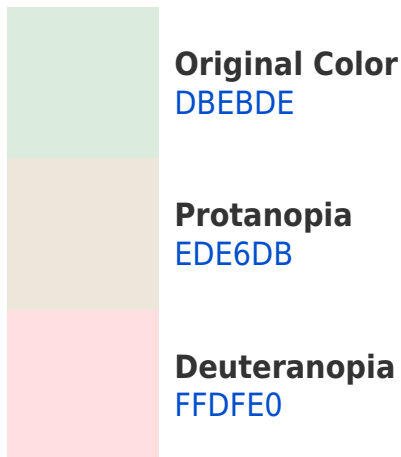 Original Color
DBEBDE
Protanopia
EDE6DB
Deuteranopia
FFDFE0